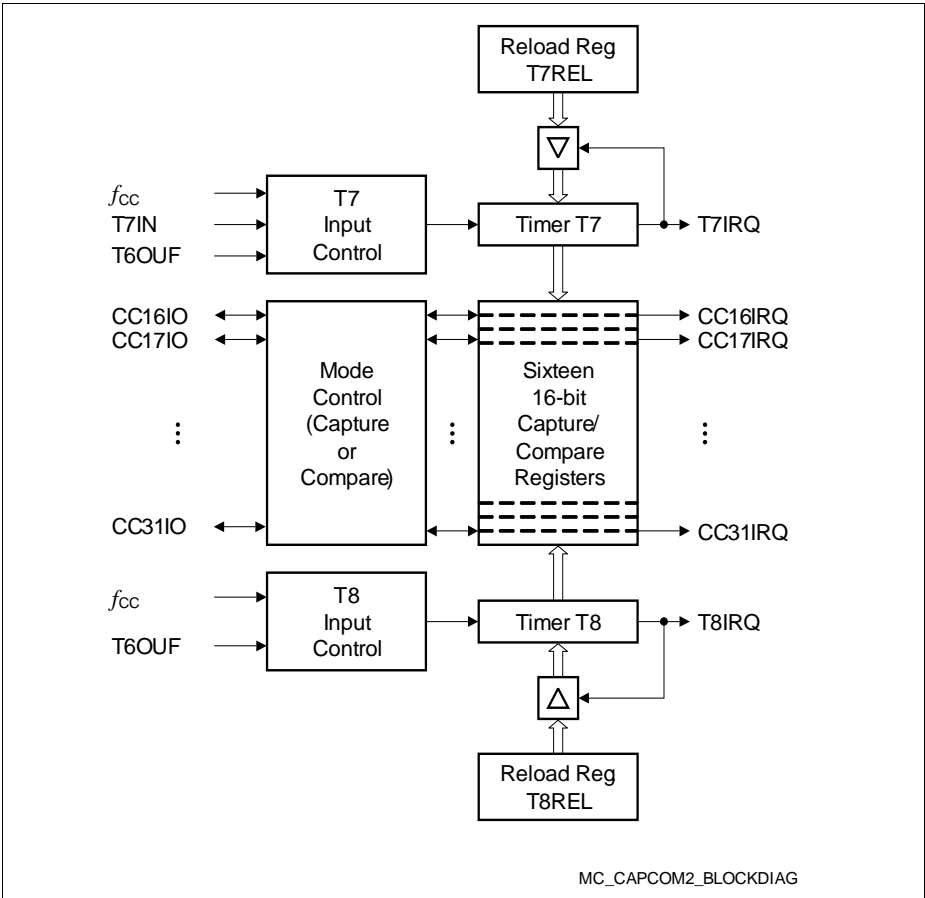 Reload Reg
T7REL
fCC
T7IN
T6OUF
T7
Input
Control
Timer T7
T7IRQ
CC16IO
CC17IO
CC31IO
Mode
Control
(Capture
or
Compare)
Sixteen
16-bit
Capture/
Compare
Registers
CC16IRQ
CC17IRQ
CC31IRQ
fCC
T6OUF
T8
Input
Control
Timer T8
T8IRQ
Reload Reg
T8REL
MC_CAPCOM2_BLOCKDIAG